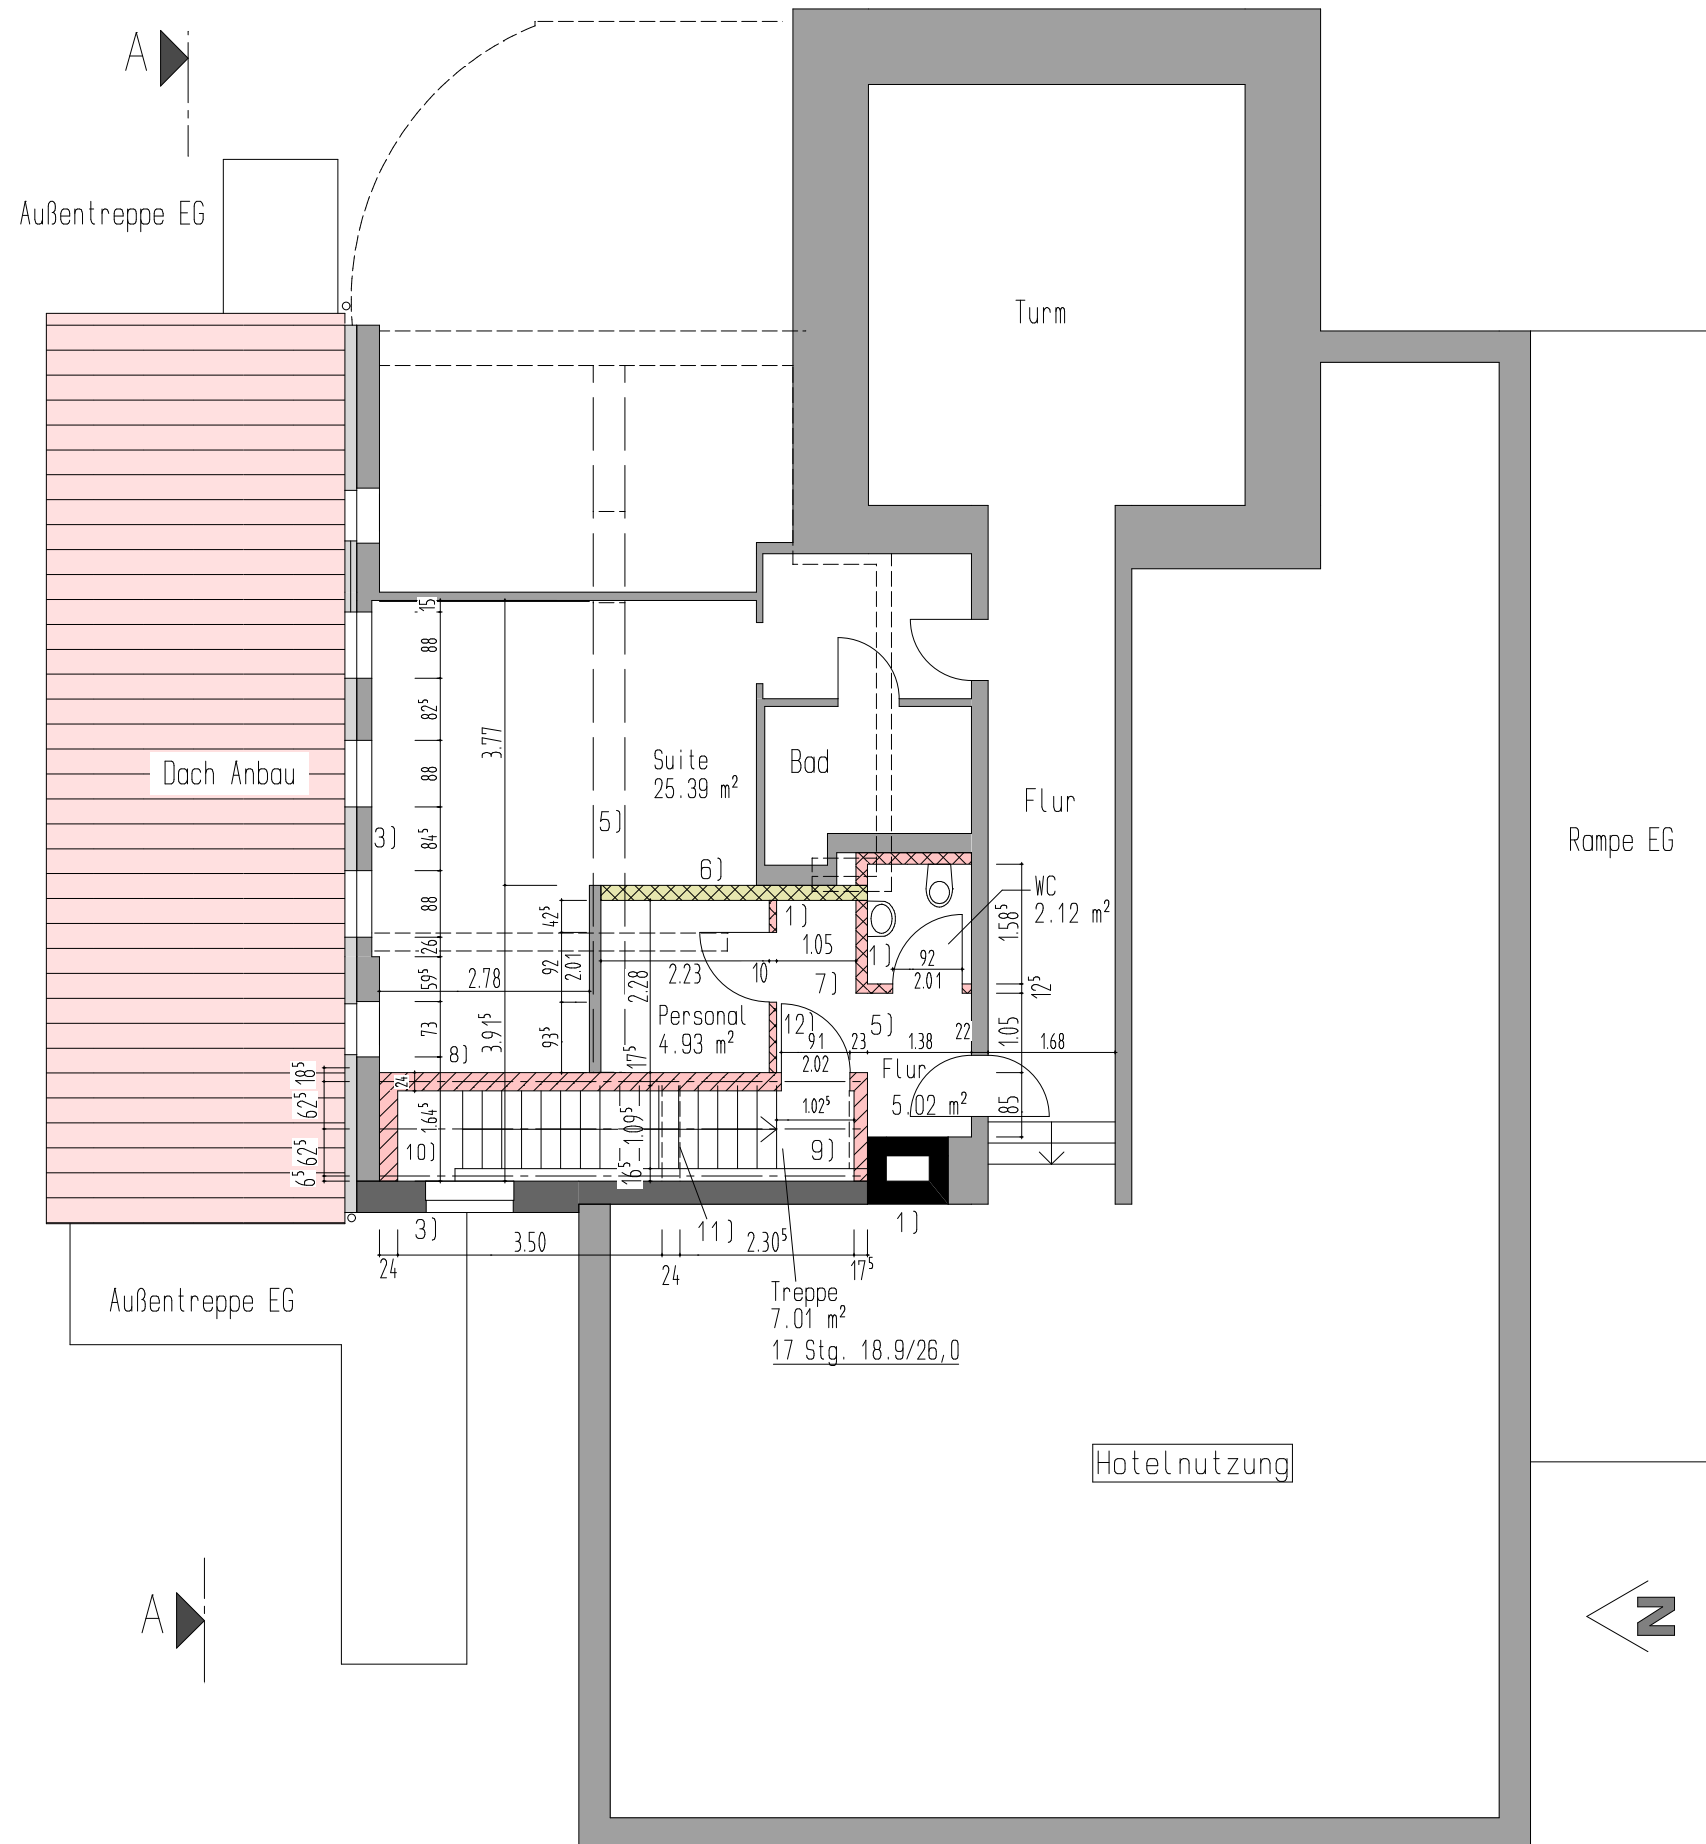 A
Außentreppe EG
Turm
15
88
82⁵
3.77
88
Dach Anbau
Suite
25.39 m²
Bad
Flur
Rampe EG
3)
84⁵
5)
6)
88
42⁵
1)
WC
2.12 m²
1.58⁵
26
1.05
1)
92
2.01
92
2.01
2.23
10
7)
59⁵
2.78
2.28
12⁵
Personal
4.93 m²
12)
5)
22
1.05
73
3.91⁵
93⁵
8)
91
2.02
23
1.38
1.68
17⁵
Flur
5.02 m²
85
18⁵
24
62⁵
1.64⁵
1.09⁵
1.02⁵
62⁵
10)
9)
6⁵
16⁵
3)
11)
1)
3.50
2.30⁵
24
24
17⁵
Treppe
7.01 m²
17 Stg. 18.9/26,0
Außentreppe EG
Hotelnutzung
A
N